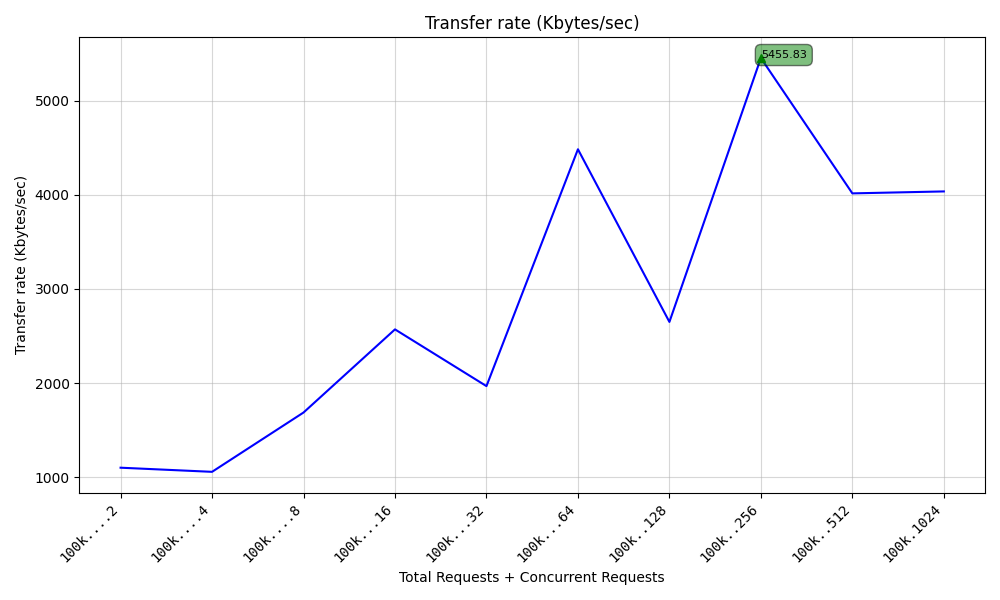 Transfer rate (Kbytes/sec)
5455.83
Transfer rate (Kbytes/sec)
5000
4000
3000
2000
1000
100k....2
100k....4
100k....8
100k...16
100k...32
100k...64
100k..128
100k..256
100k..512
100k.1024
Total Requests + Concurrent Requests